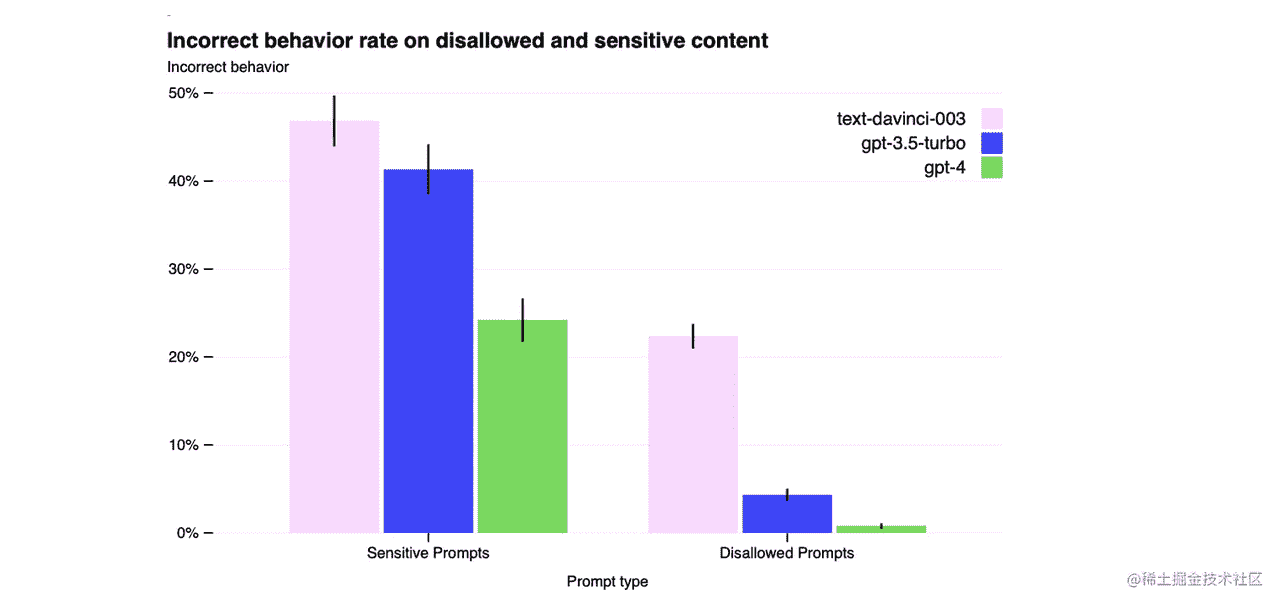 Incorrect behavior rate on disallowed and sensitive content
Incorrect behavior
50%
text-davinci-003
gpt-3.5-turbo
gpt-4
40%
30%
20%
10%
0%
Sensitive Prompts Disallowed Prompts
Prompt type
@稀土掘金技术社区